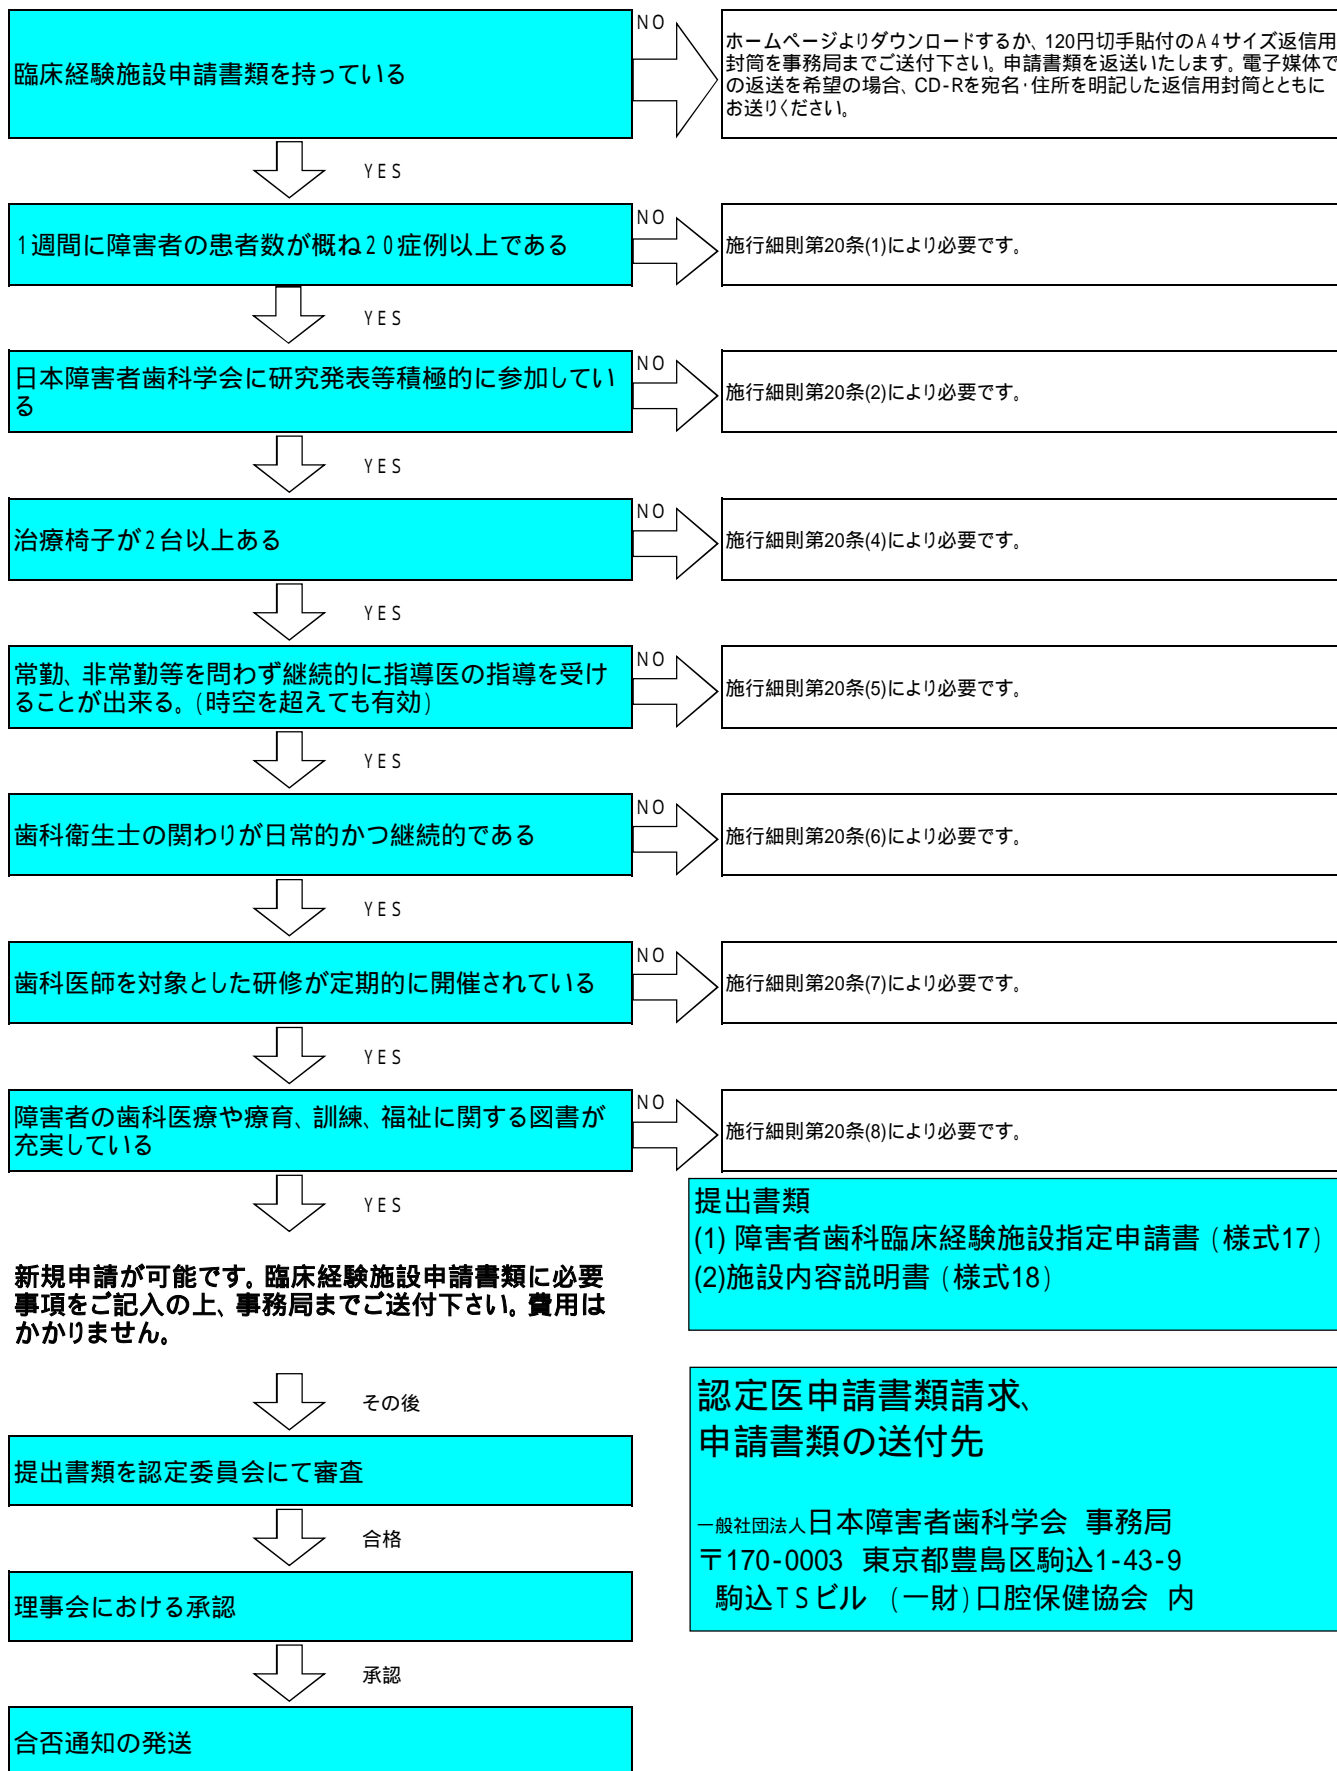 臨床経験施設申請書類を持っている
NO
ホームページよりダウンロードするか、120円切手貼付のA4サイズ返信用
封筒を事務局までご送付下さい。申請書類を返送いたします。電子媒体で
の返送を希望の場合、CD-Rを宛名・住所を明記した返信用封筒とともに
お送りください。
YES
1週間に障害者の患者数が概ね20症例以上である
NO
施行細則第20条(1)により必要です。
YES
日本障害者歯科学会に研究発表等積極的に参加してい
る
NO
施行細則第20条(2)により必要です。
YES
治療椅子が2台以上ある
NO
施行細則第20条(4)により必要です。
YES
常勤、非常勤等を問わず継続的に指導医の指導を受け
ることが出来る。(時空を超えても有効)
NO
施行細則第20条(5)により必要です。
YES
歯科衛生士の関わりが日常的かつ継続的である
NO
施行細則第20条(6)により必要です。
YES
歯科医師を対象とした研修が定期的に開催されている
NO
施行細則第20条(7)により必要です。
YES
障害者の歯科医療や療育、訓練、福祉に関する図書が
充実している
NO
施行細則第20条(8)により必要です。
YES
提出書類
(1) 障害者歯科臨床経験施設指定申請書(様式17)
(2)施設内容説明書(様式18)
新規申請が可能です。臨床経験施設申請書類に必要
事項をご記入の上、事務局までご送付下さい。費用は
かかりません。
その後
認定医申請書類請求、
申請書類の送付先
一般社団法人日本障害者歯科学会 事務局
〒170-0003 東京都豊島区駒込1-43-9
駒込TSビル (一財)口腔保健協会 内
提出書類を認定委員会にて審査
合格
理事会における承認
承認
合否通知の発送